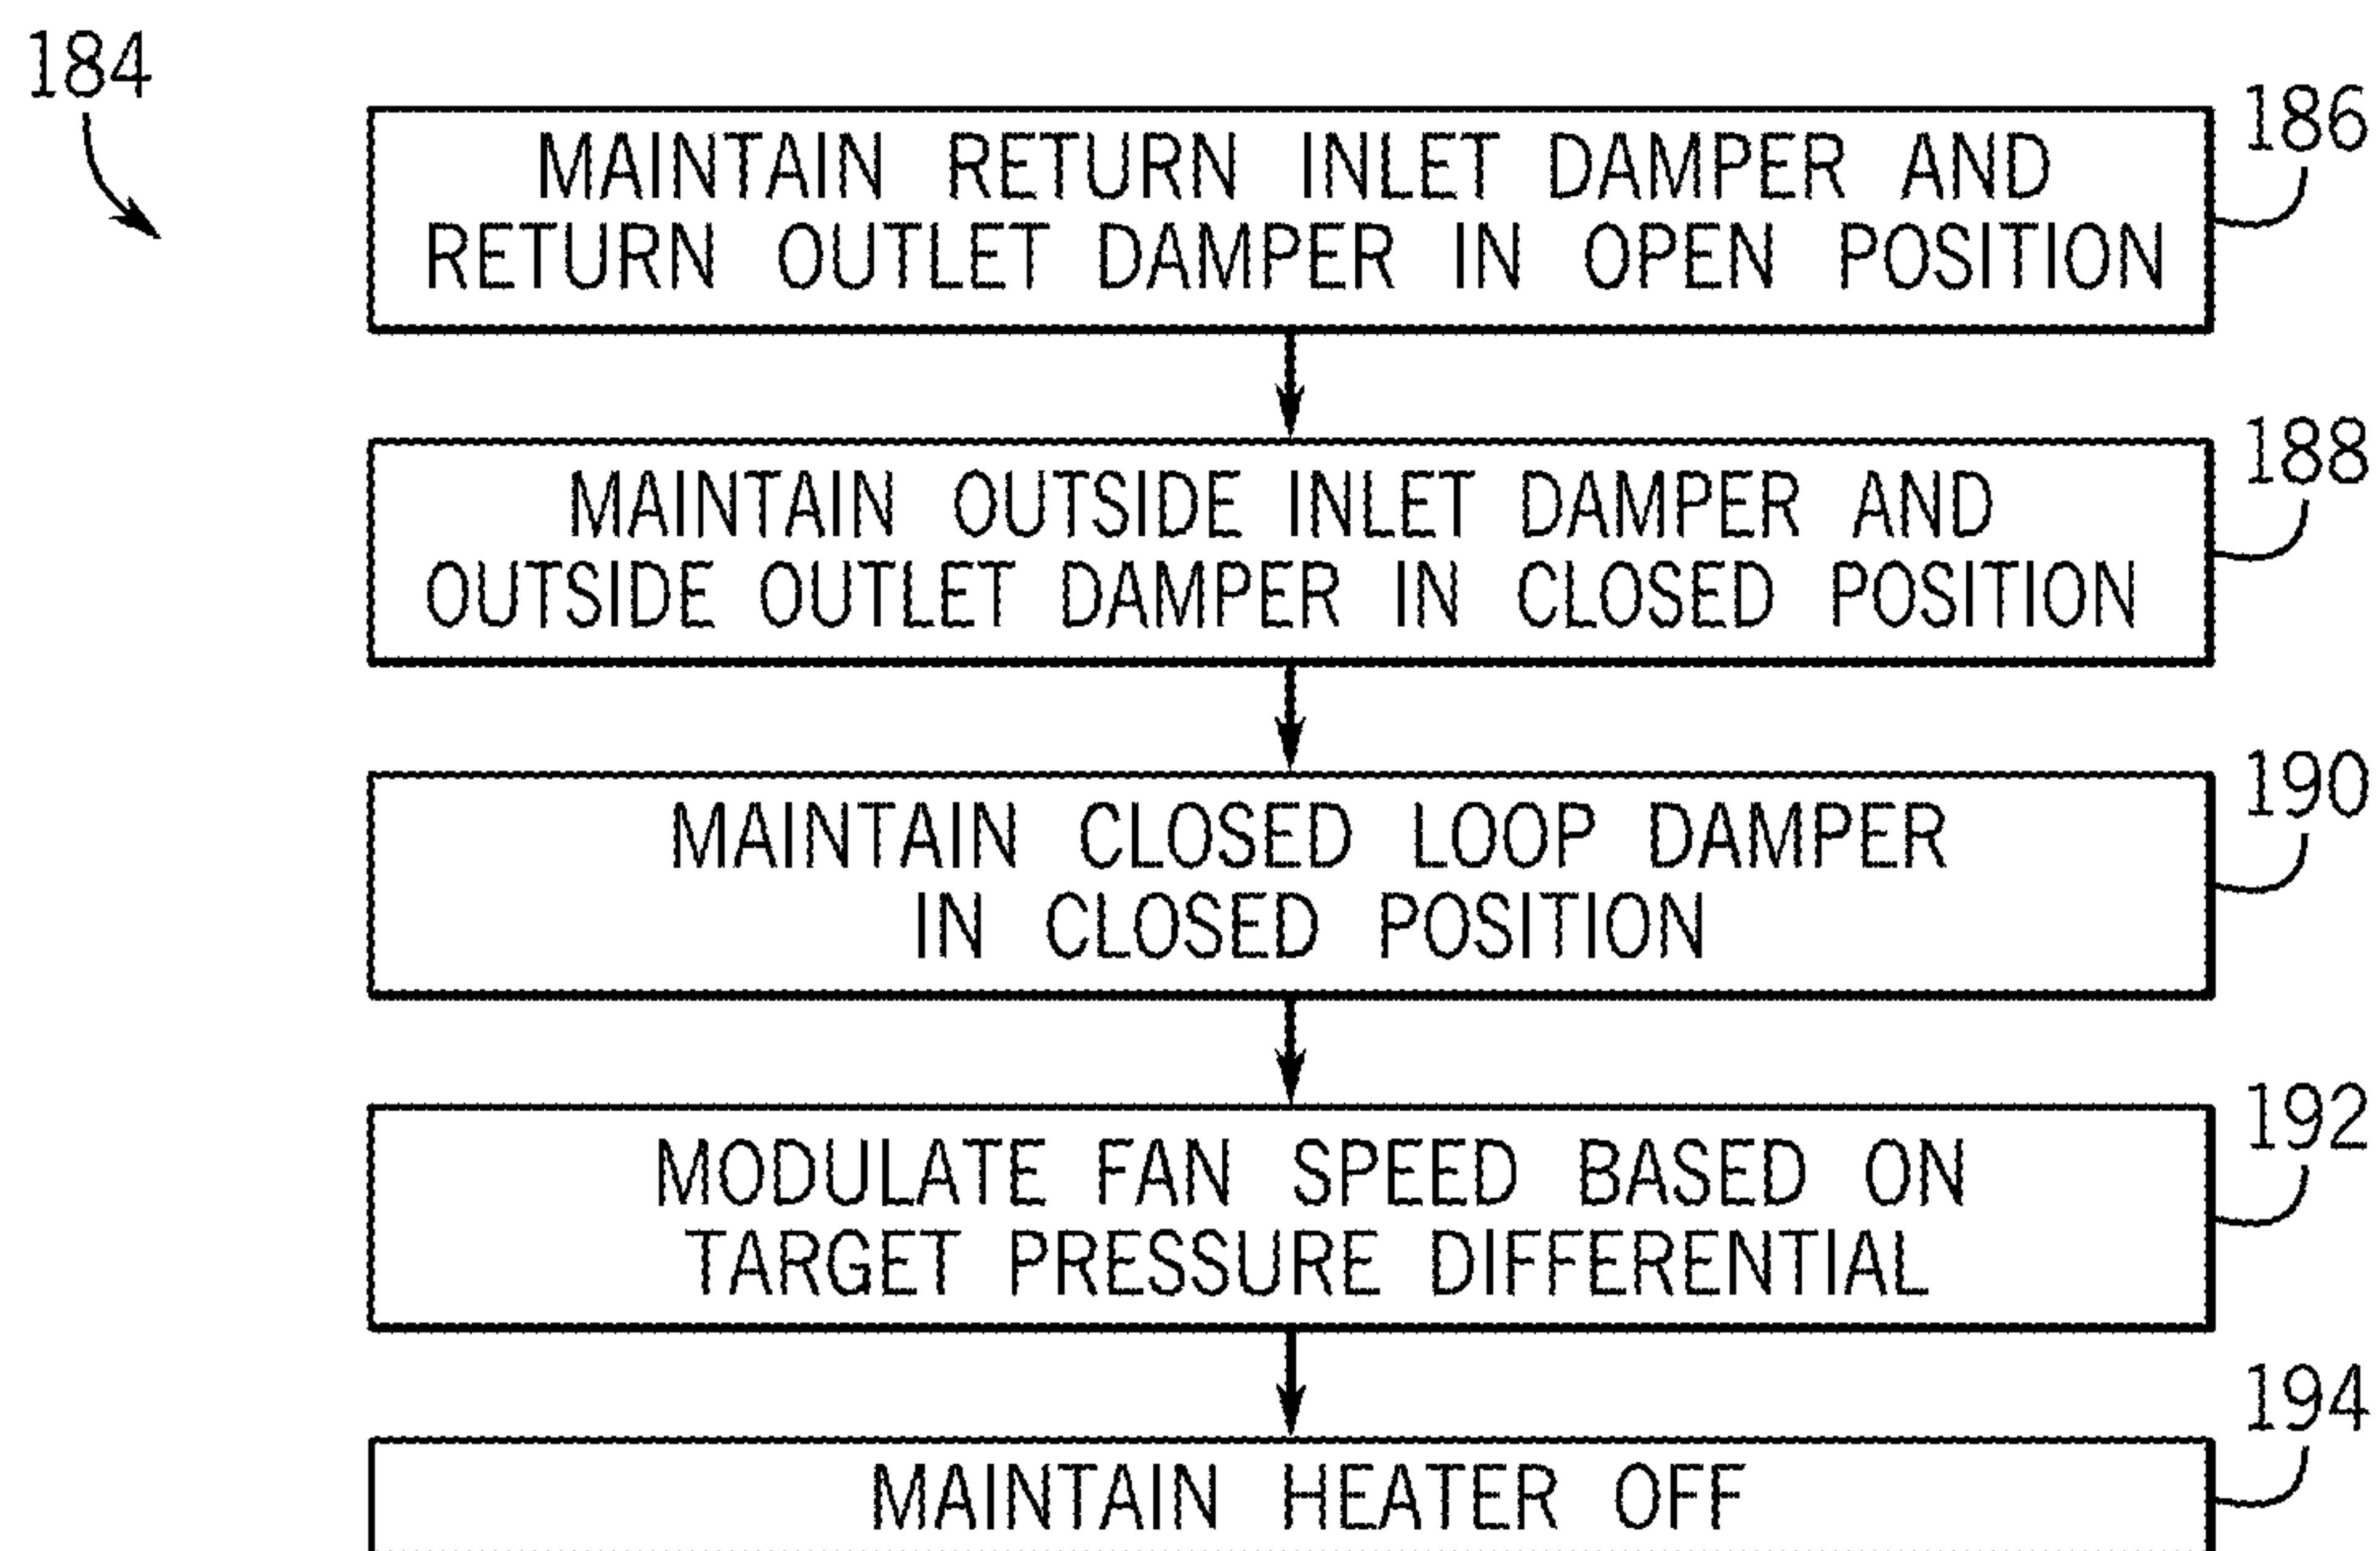 184
MAINTAIN RETURN INLET DAMPER AND
RETURN OUTLET DAMPER IN OPEN POSITION
186
MAINTAIN OUTSIDE INLET DAMPER AND
OUTSIDE OUTLET DAMPER IN CLOSED POSITION
188
MAINTAIN CLOSED LOOP DAMPER
IN CLOSED POSITION
190
MODULATE FAN SPEED BASED ON
TARGET PRESSURE DIFFERENTIAL
192
MAINTAIN HEATER OFF
194